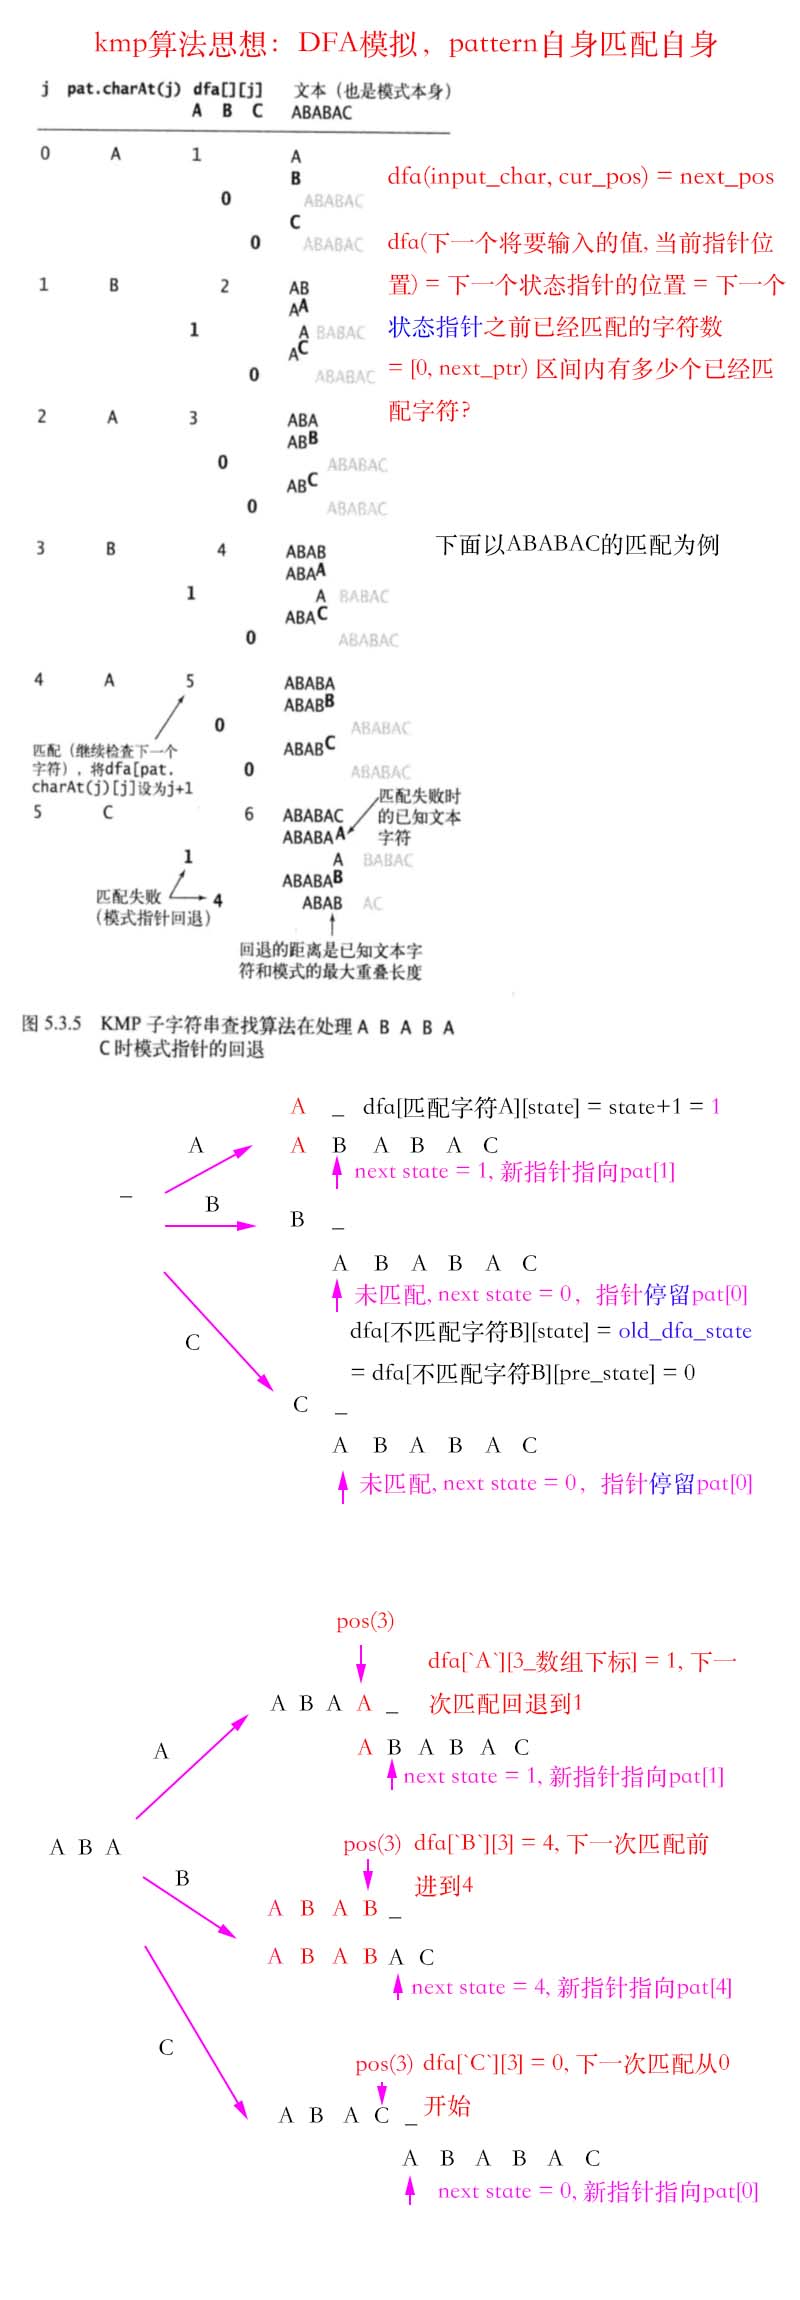 kmp算法思想：DFA模拟，pattern自身匹配自身
j pat.charAt(j) dfa[][j] 文本（也是模式本身）
A B C ABABAC
0 A 1 A
B
0 ABABAC
C
0 ABABAC
dfa(input_char, cur_pos) = next_pos
dfa(下一个将要输入的值, 当前指针位
置) = 下一个状态指针的位置 = 下一个
状态指针之前已经匹配的字符数
= [0, next_ptr) 区间内有多少个已经匹
配字符?
1 B 2 AB
AA
1 A BABAC
AC
0 ABABAC
2 A 3 ABA
ABB
0 ABABAC
ABC
0 ABABAC
下面以ABABAC的匹配为例
3 B 4 ABAB
ABAA
1 A BABAC
ABAC
0 ABABAC
4 A 5 ABABA
ABABB
0 ABABAC
ABABC
0 ABABAC
匹配（继续检查下一个
字符），将dfa[pat.
charAt(j)[j]设为j+1
5 C 6 ABABAC
ABABAA
1 A BABAC
ABABAB
4 ABAB AC
匹配失败时
的已知文本
字符
匹配失败
（模式指针回退）
回退的距离是已知文本字
符和模式的最大重叠长度
图 5.3.5 KMP 子字符串查找算法在处理 A B A B A
C 时模式指针的回退
A _ dfa[匹配字符A][state] = state+1 = 1
A A B A B A C
next state = 1, 新指针指向pat[1]
_
B B _
A B A B A C
未匹配, next state = 0，指针停留pat[0]
dfa[不匹配字符B][state] = old_dfa_state
C
= dfa[不匹配字符B][pre_state] = 0
C _
A B A B A C
未匹配, next state = 0，指针停留pat[0]
pos(3)
dfa[`A`][3_数组下标] = 1, 下一
次匹配回退到1
A B A A _
A A B A B A C
next state = 1, 新指针指向pat[1]
A B A
pos(3) dfa[`B`][3] = 4, 下一次匹配前
进到4
B
A B A B _
A B A B A C
next state = 4, 新指针指向pat[4]
C
pos(3) dfa[`C`][3] = 0, 下一次匹配从0
开始
A B A C _
A B A B A C
next state = 0, 新指针指向pat[0]